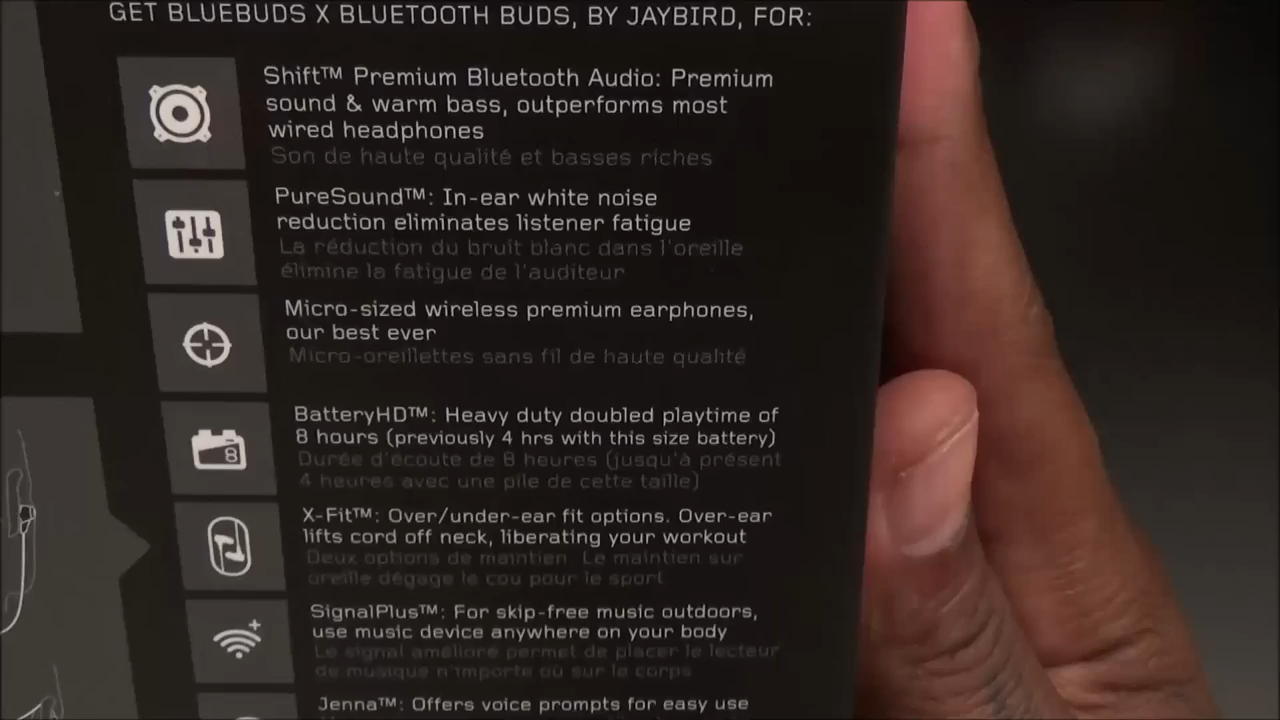 GET BLUEBUDS X BLUETOOTH BUDS, BY JAYBIRD, FOR:
Shift™ Premium Bluetooth Audio: Premium
sound & warm bass, outperforms most
wired headphones
Son de haute qualité et basses riches
PureSound™: In-ear white noise
reduction eliminates listener fatigue
La réduction du bruit blanc dans l'oreille
élimine la fatigue de l'auditeur
Micro-sized wireless premium earphones,
our best ever
Micro-oreillettes sans fil de haute qualité
BatteryHD™: Heavy duty doubled playtime of
8 hours (previously 4 hrs with this size battery)
8
Durée d'écoute de 8 heures (jusqu'à présent
4 heures avec une pile de cette taille)
X-Fit™: Over/under-ear fit options. Over-ear
lifts cord off neck, liberating your workout
Deux options de maintien. Le maintien sur
oreille dégage le cou pour le sport
SignalPlus™: For skip-free music outdoors,
use music device anywhere on your body
Le signal amélioré permet de placer le lecteur
de musique n'importe où sur le corps
Jenna™: Offers voice prompts for easy use